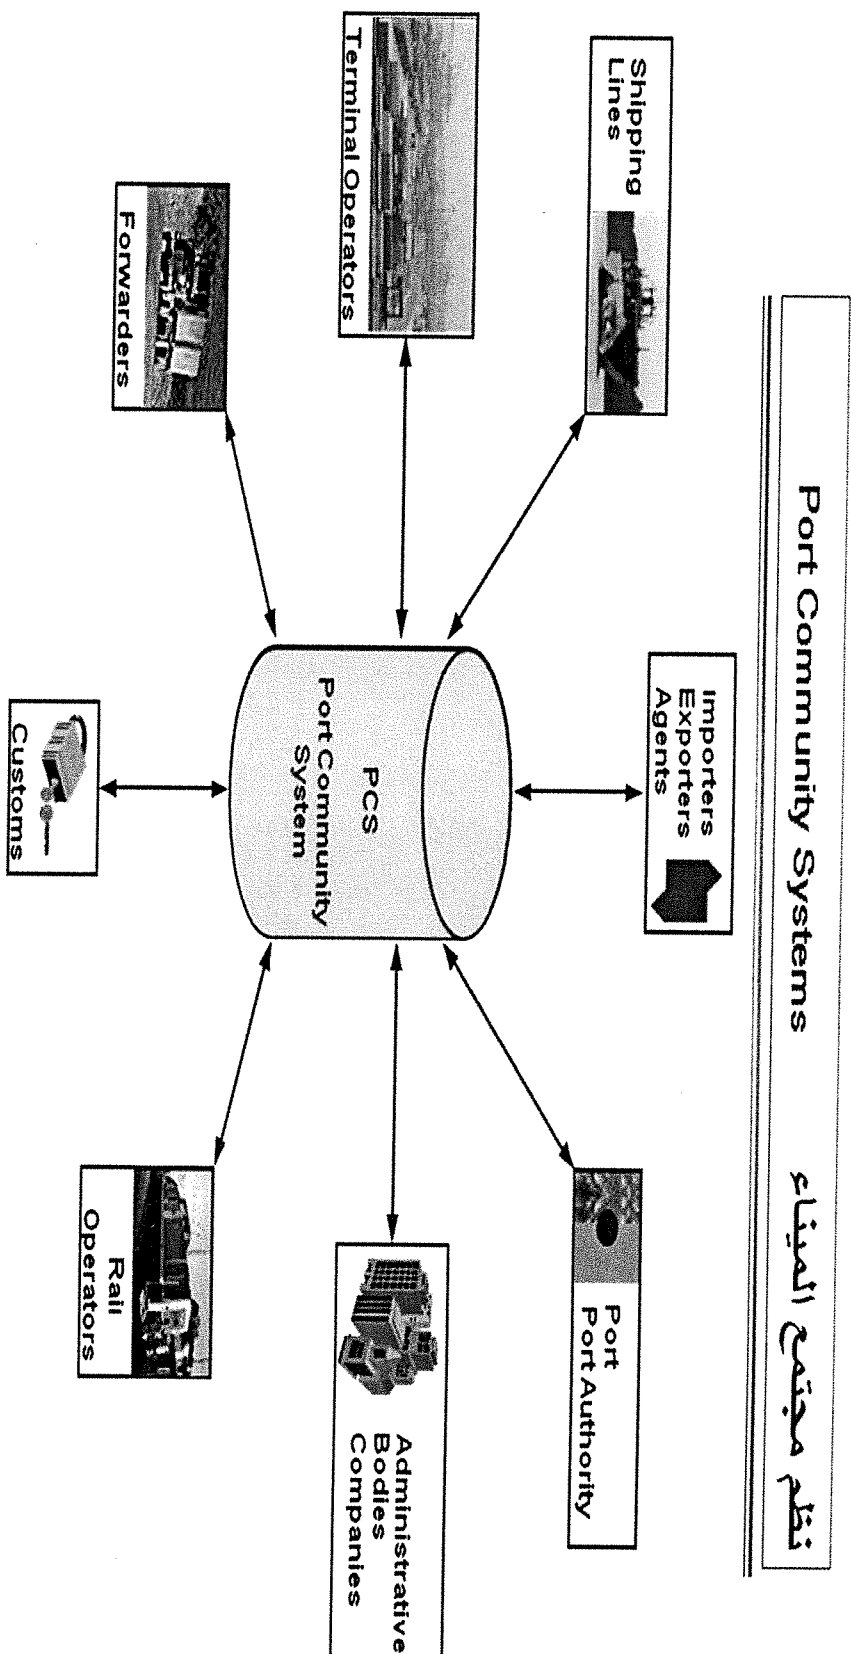 Port Community Systems نظم مجتمع الميناء
Shipping
Lines
Importers
Exporters
Agents
Port
Port Authority
Terminal Operators
PCS
Port Community
System
Administrative
Bodies
Companies
Forwarders
Customs
Rail
Operators